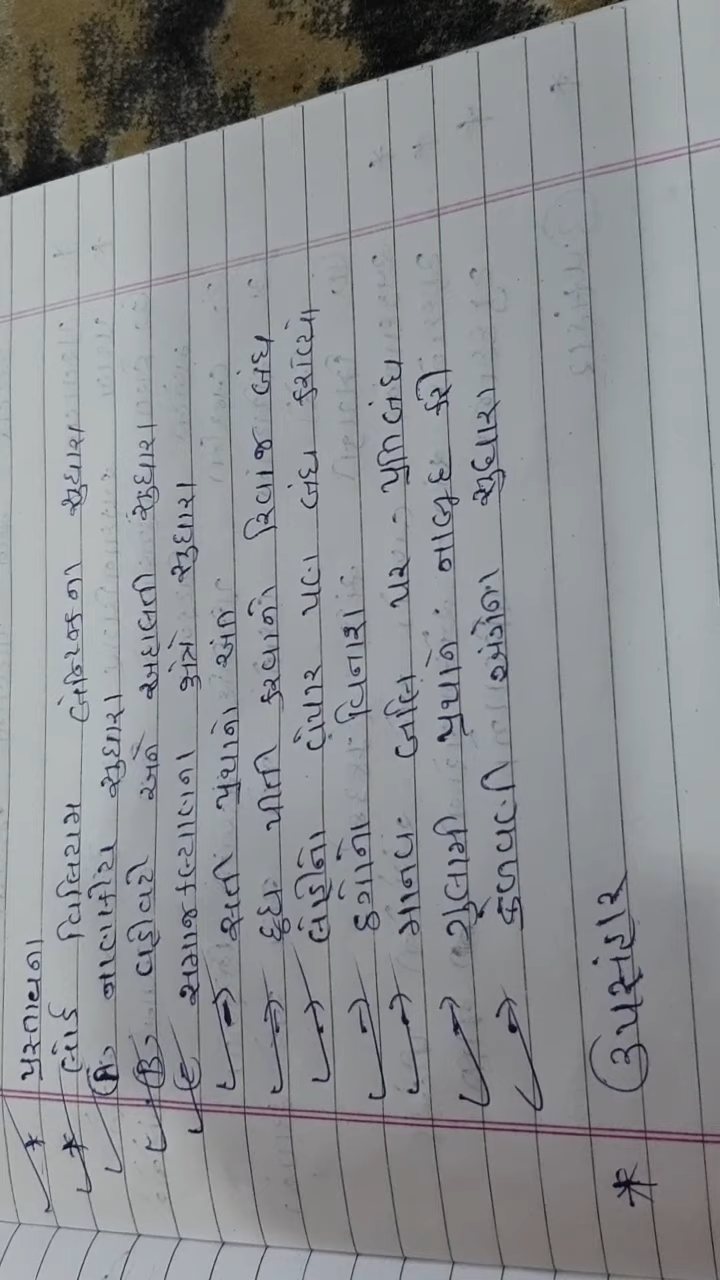 * પ્રસ્તાવના
* લોર્ડ વિલિયમ બેન્ટિકના સુધારા
(A) નાણાકીય સુધારા
(B) વહીવટી અને અદાલતી સુધારા
(C) સમાજકલ્યાણના ક્ષેત્રે સુધારા
→ સતી પ્રથાનો અંત
→ દુધ પીતી કરવાનો રિવાજ બંધ
→ વેપાર પણ બંધ કરાવ્યો
→ ઠગોનો વિનાશ
→ માનવ બલિ પર પ્રતિબંધ
→ ગુલામી પ્રથાને નાબુદ કરી
→ કેળવણી અંગેના સુધારા
* ઉપસંહાર